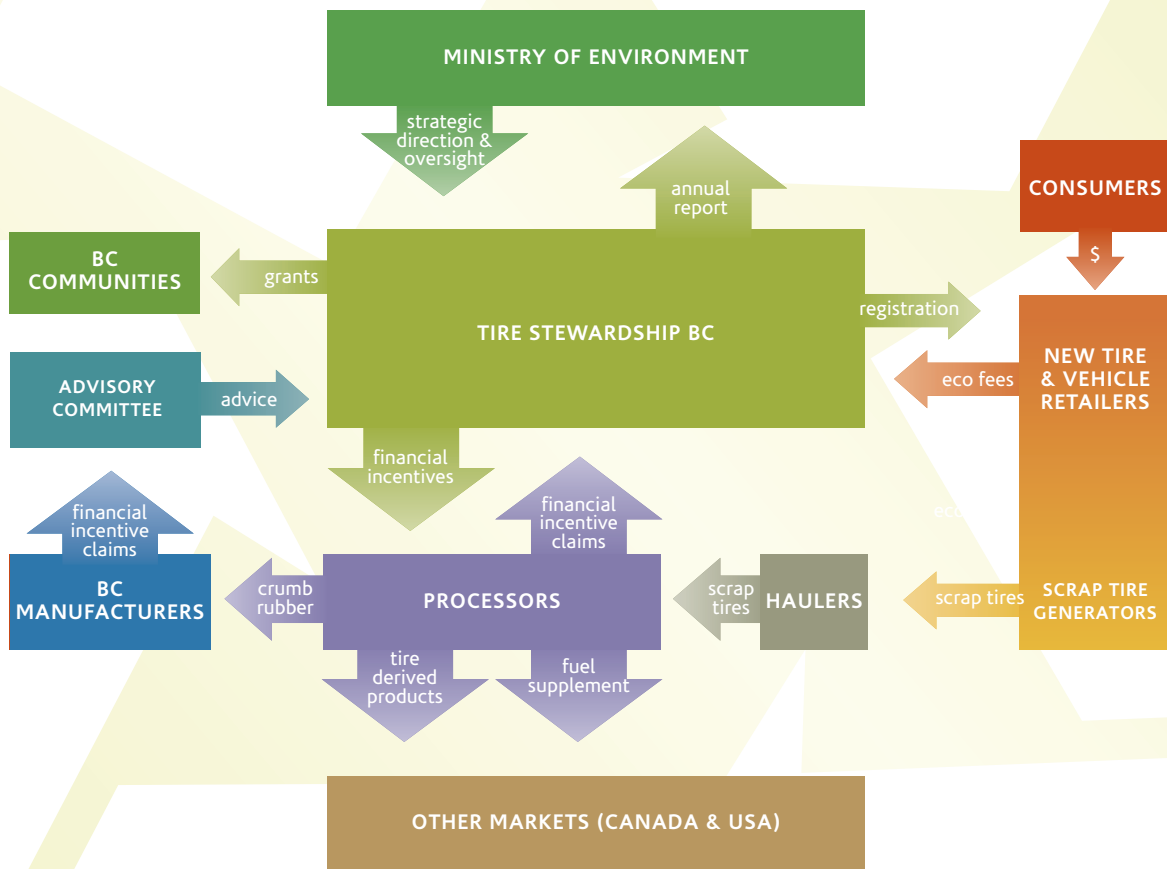 MINISTRY OF ENVIRONMENT
strategic
direction &
oversight
annual
report
CONSUMERS
$
BC
COMMUNITIES
grants
TIRE STEWARDSHIP BC
registration
eco fees
NEW TIRE
& VEHICLE
RETAILERS
ADVISORY
COMMITTEE
advice
financial
incentives
financial
incentive
claims
financial
incentive
claims
BC
MANUFACTURERS
crumb
rubber
PROCESSORS
scrap
tires
HAULERS
scrap tires
SCRAP TIRE
GENERATORS
tire
derived
products
fuel
supplement
OTHER MARKETS (CANADA & USA)